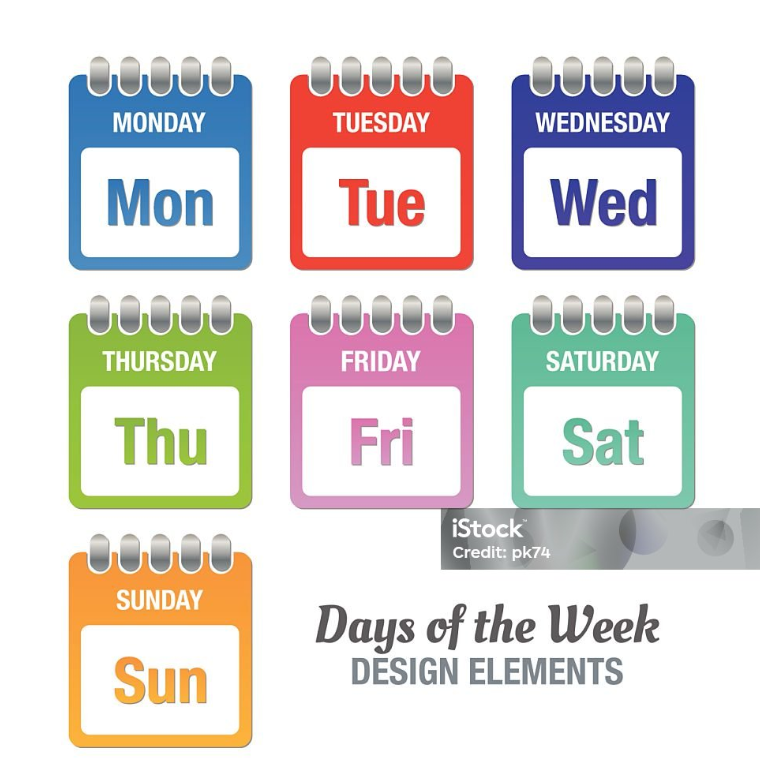 MONDAY
Mon
TUESDAY
Tue
WEDNESDAY
Wed
THURSDAY
Thu
FRIDAY
Fri
SATURDAY
Sat
iStock™
Credit: pk74
SUNDAY
Sun
Days of the Week
DESIGN ELEMENTS